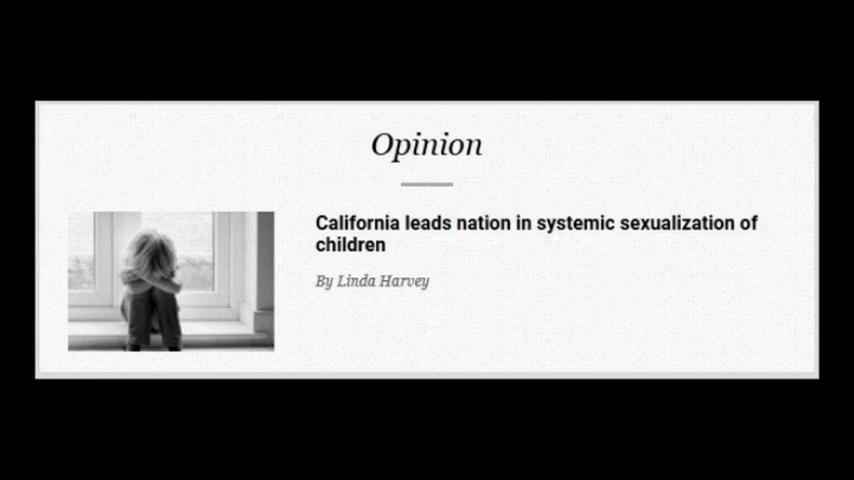 Opinion
California leads nation in systemic sexualization of
children
By Linda Harvey